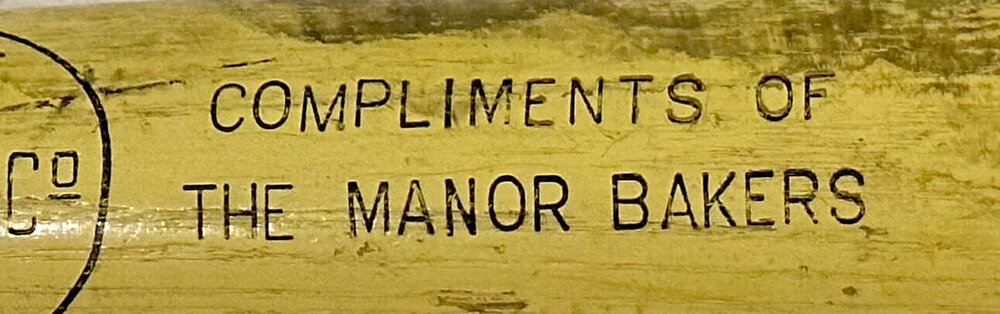 Cº
COMPLIMENTS OF
THE MANOR BAKERS